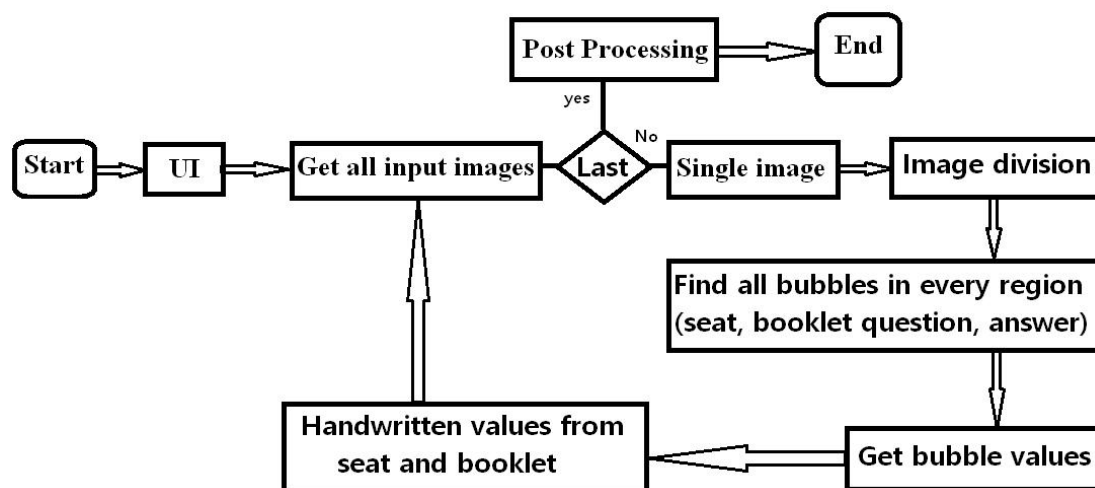 Post Processing
End
yes
No
Start
UI
Get all input images
Last
Single image
Image division
Find all bubbles in every region
(seat, booklet question, answer)
Handwritten values from
seat and booklet
Get bubble values